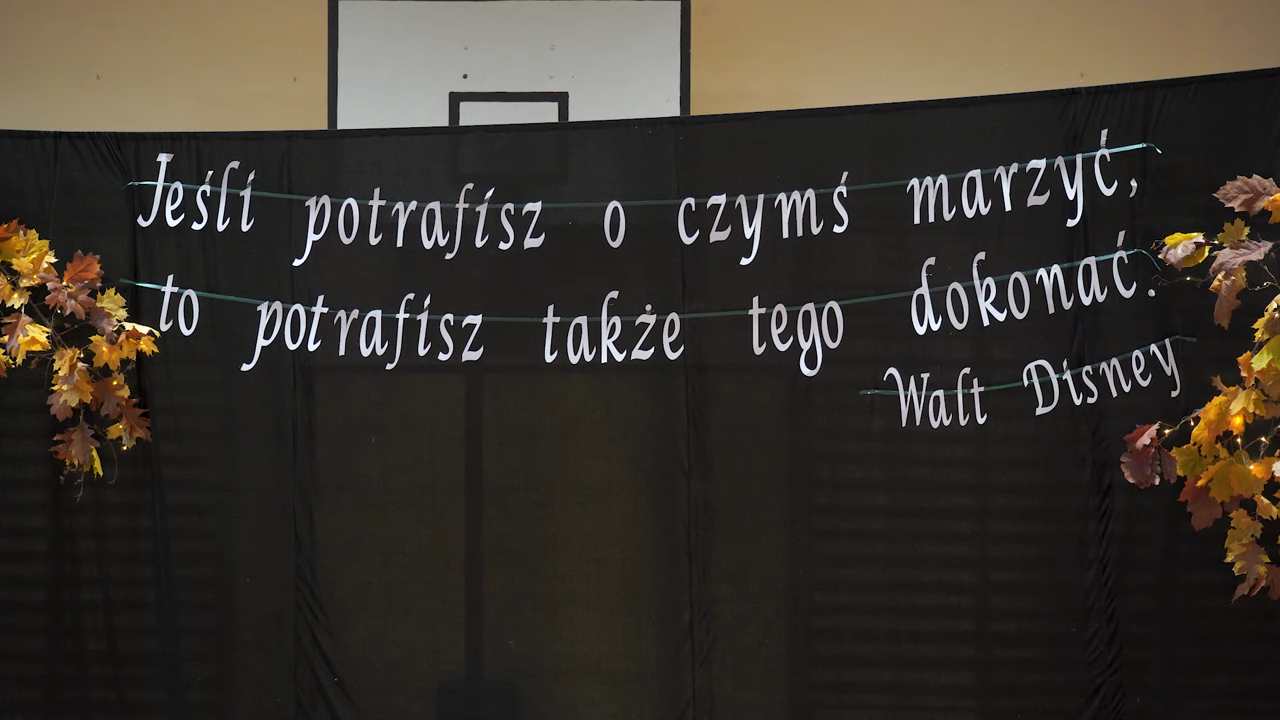 Jeśli potrafisz o czymś marzyć,
to potrafisz także tego dokonać.
Walt Disney